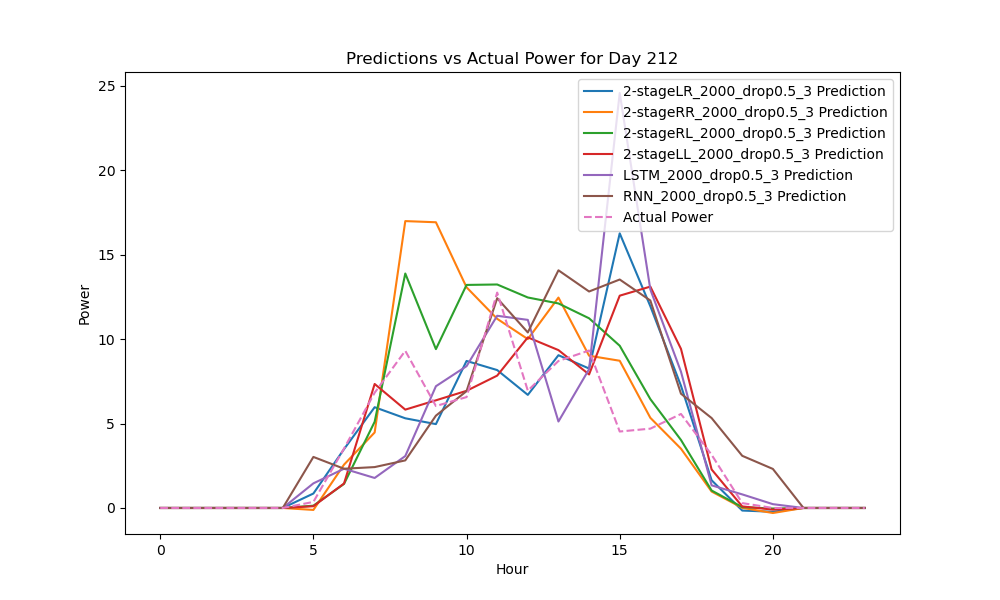 Predictions vs Actual Power for Day 212
25
20
15
10
5
0
Power
2-stageLR_2000_drop0.5_3 Prediction
2-stageRR_2000_drop0.5_3 Prediction
2-stageRL_2000_drop0.5_3 Prediction
2-stageLL_2000_drop0.5_3 Prediction
LSTM_2000_drop0.5_3 Prediction
RNN_2000_drop0.5_3 Prediction
Actual Power
0 5 10 15 20
Hour